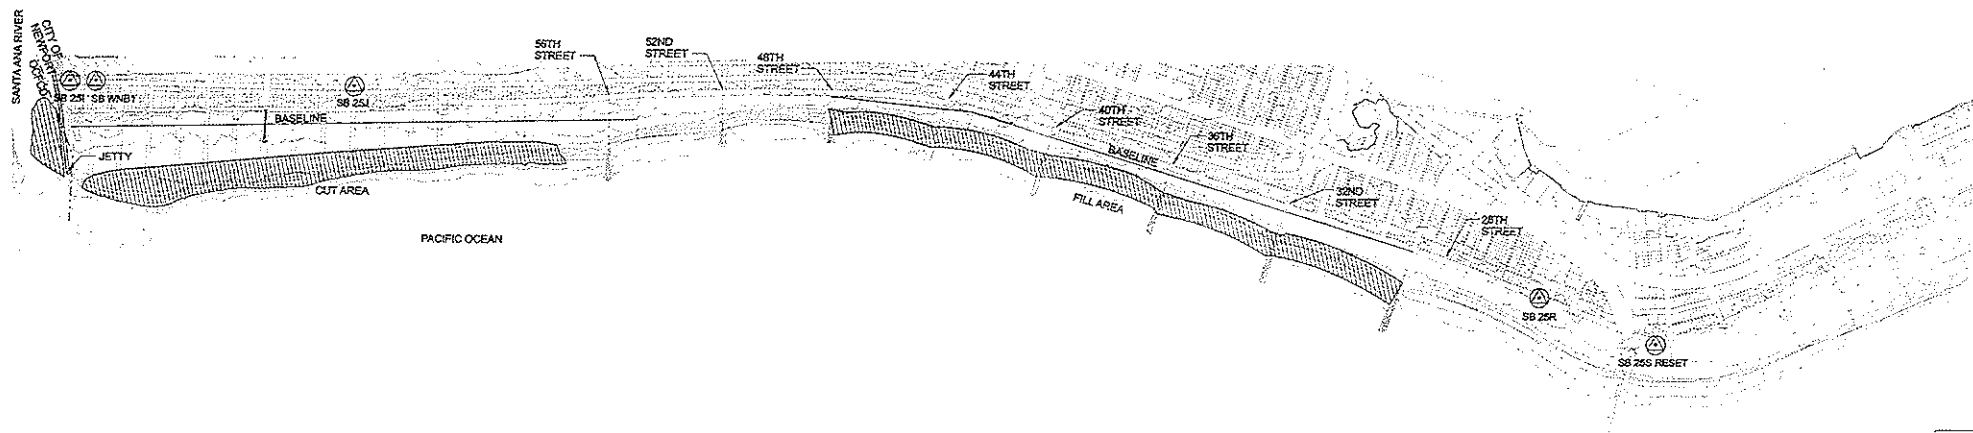 SANTA ANA RIVER
CITY OF
NEWPORT
OCFCD
SB 25I
SB WNB1
SB 25J
BASELINE
JETTY
CUT AREA
PACIFIC OCEAN
56TH
STREET
52ND
STREET
48TH
STREET
44TH
STREET
40TH
STREET
36TH
STREET
BASELINE
32ND
STREET
FILL AREA
28TH
STREET
SB 25R
SB 25S RESET